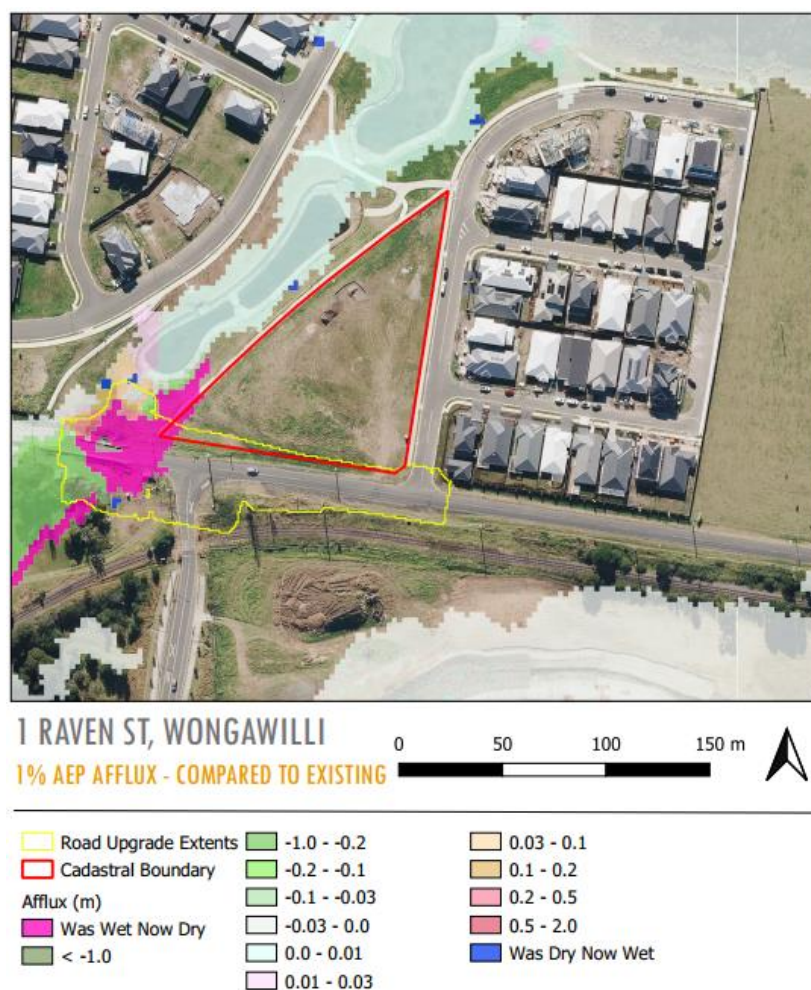 1 RAVEN ST, WONGAWILLI
1% AEP AFFLUX - COMPARED TO EXISTING
0 50 100 150 m
Road Upgrade Extents
Cadastral Boundary
Afflux (m)
Was Wet Now Dry
< -1.0
-1.0 - -0.2
-0.2 - -0.1
-0.1 - -0.03
-0.03 - 0.0
0.0 - 0.01
0.01 - 0.03
0.03 - 0.1
0.1 - 0.2
0.2 - 0.5
0.5 - 2.0
Was Dry Now Wet